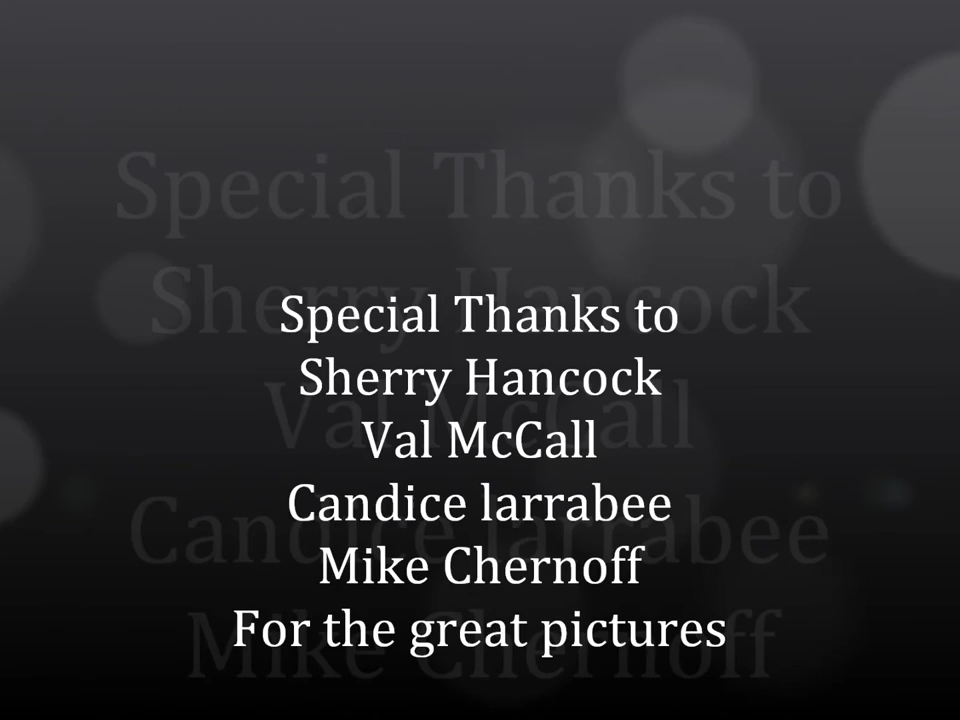 Special Thanks to
Sherry Hancock
Val McCall
Candice larrabee
Mike Chernoff
For the great pictures